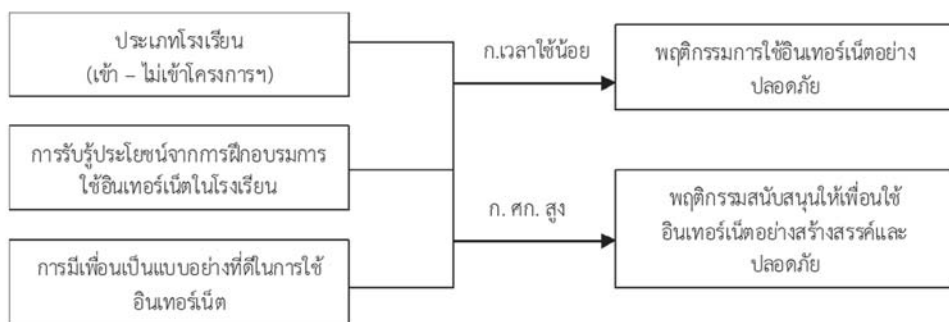 ประเภทโรงเรียน
(เข้า – ไม่เข้าโครงการฯ)
การรับรู้ประโยชน์จากการฝึกอบรมการ
ใช้อินเทอร์เน็ตในโรงเรียน
การมีเพื่อนเป็นแบบอย่างที่ดีในการใช้
อินเทอร์เน็ต
ก.เวลาใช้น้อย
ก. ศก. สูง
พฤติกรรมการใช้อินเทอร์เน็ตอย่าง
ปลอดภัย
พฤติกรรมสนับสนุนให้เพื่อนใช้
อินเทอร์เน็ตอย่างสร้างสรรค์และ
ปลอดภัย